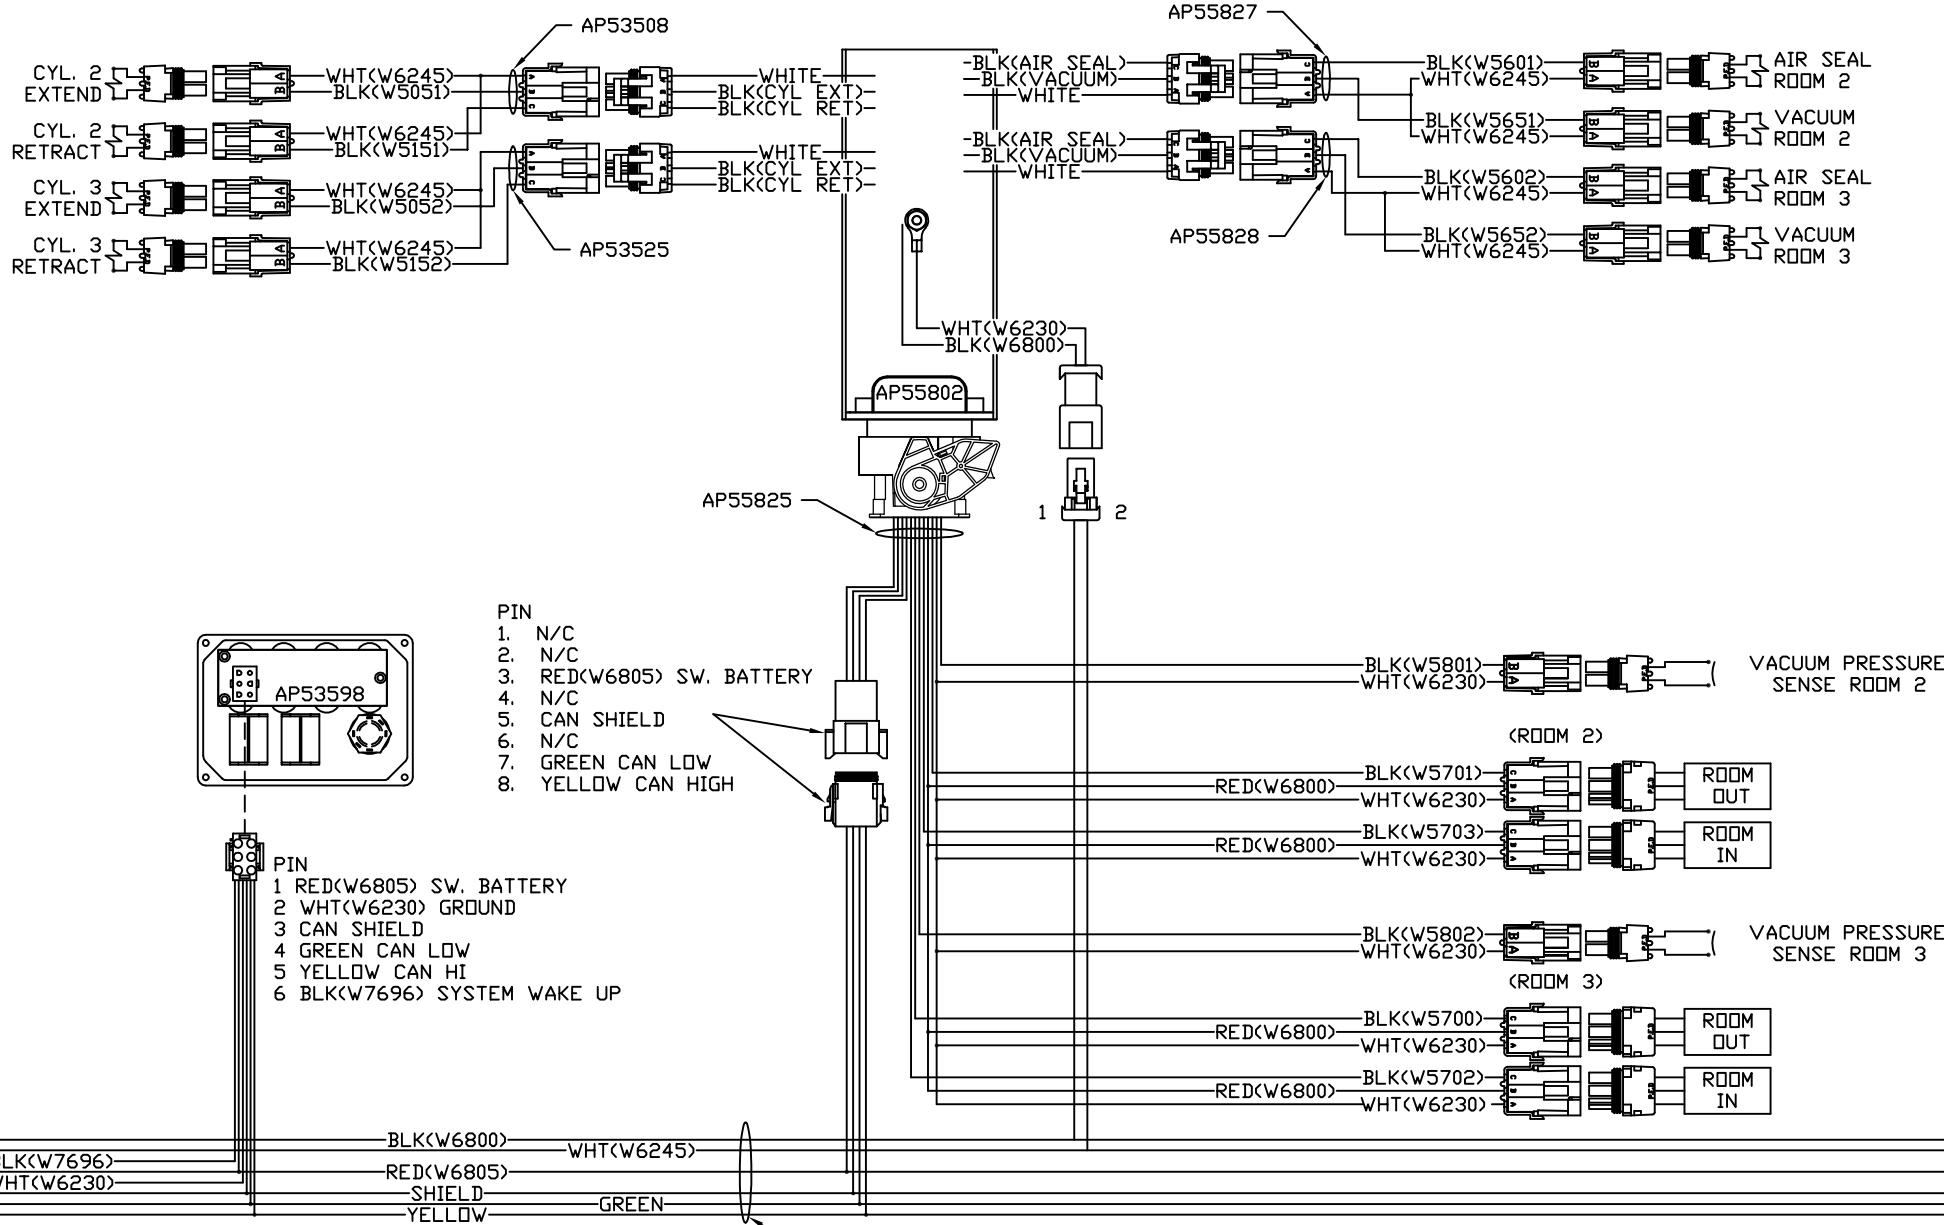 AP53508
CYL. 2
EXTEND
WHT(W6245)
BLK(W5051)
CYL. 2
RETRACT
WHT(W6245)
BLK(W5151)
CYL. 3
EXTEND
WHT(W6245)
BLK(W5052)
CYL. 3
RETRACT
WHT(W6245)
BLK(W5152)
AP53525
WHITE
BLK(CYL EXT)
BLK(CYL RET)
WHITE
BLK(CYL EXT)
BLK(CYL RET)
AP55827
BLK(AIR SEAL)
BLK(VACUUM)
WHITE
BLK(AIR SEAL)
BLK(VACUUM)
WHITE
AP55828
BLK(W5601)
WHT(W6245)
AIR SEAL
ROOM 2
BLK(W5651)
WHT(W6245)
VACUUM
ROOM 2
BLK(W5602)
WHT(W6245)
AIR SEAL
ROOM 3
BLK(W5652)
WHT(W6245)
VACUUM
ROOM 3
WHT(W6230)
BLK(W6800)
AP55802
AP55825
1 2
PIN
1. N/C
2. N/C
3. RED(W6805) SW. BATTERY
4. N/C
5. CAN SHIELD
6. N/C
7. GREEN CAN LOW
8. YELLOW CAN HIGH
AP53598
PIN
1 RED(W6805) SW. BATTERY
2 WHT(W6230) GROUND
3 CAN SHIELD
4 GREEN CAN LOW
5 YELLOW CAN HI
6 BLK(W7696) SYSTEM WAKE UP
BLK(W5801)
WHT(W6230)
VACUUM PRESSURE
SENSE ROOM 2
(ROOM 2)
BLK(W5701)
RED(W6800)
WHT(W6230)
ROOM
OUT
BLK(W5703)
RED(W6800)
WHT(W6230)
ROOM
IN
BLK(W5802)
WHT(W6230)
VACUUM PRESSURE
SENSE ROOM 3
(ROOM 3)
BLK(W5700)
RED(W6800)
WHT(W6230)
ROOM
OUT
BLK(W5702)
RED(W6800)
WHT(W6230)
ROOM
IN
BLK(W6800)
WHT(W6245)
LK(W7696)
RED(W6805)
HT(W6230)
SHIELD
GREEN
YELLOW